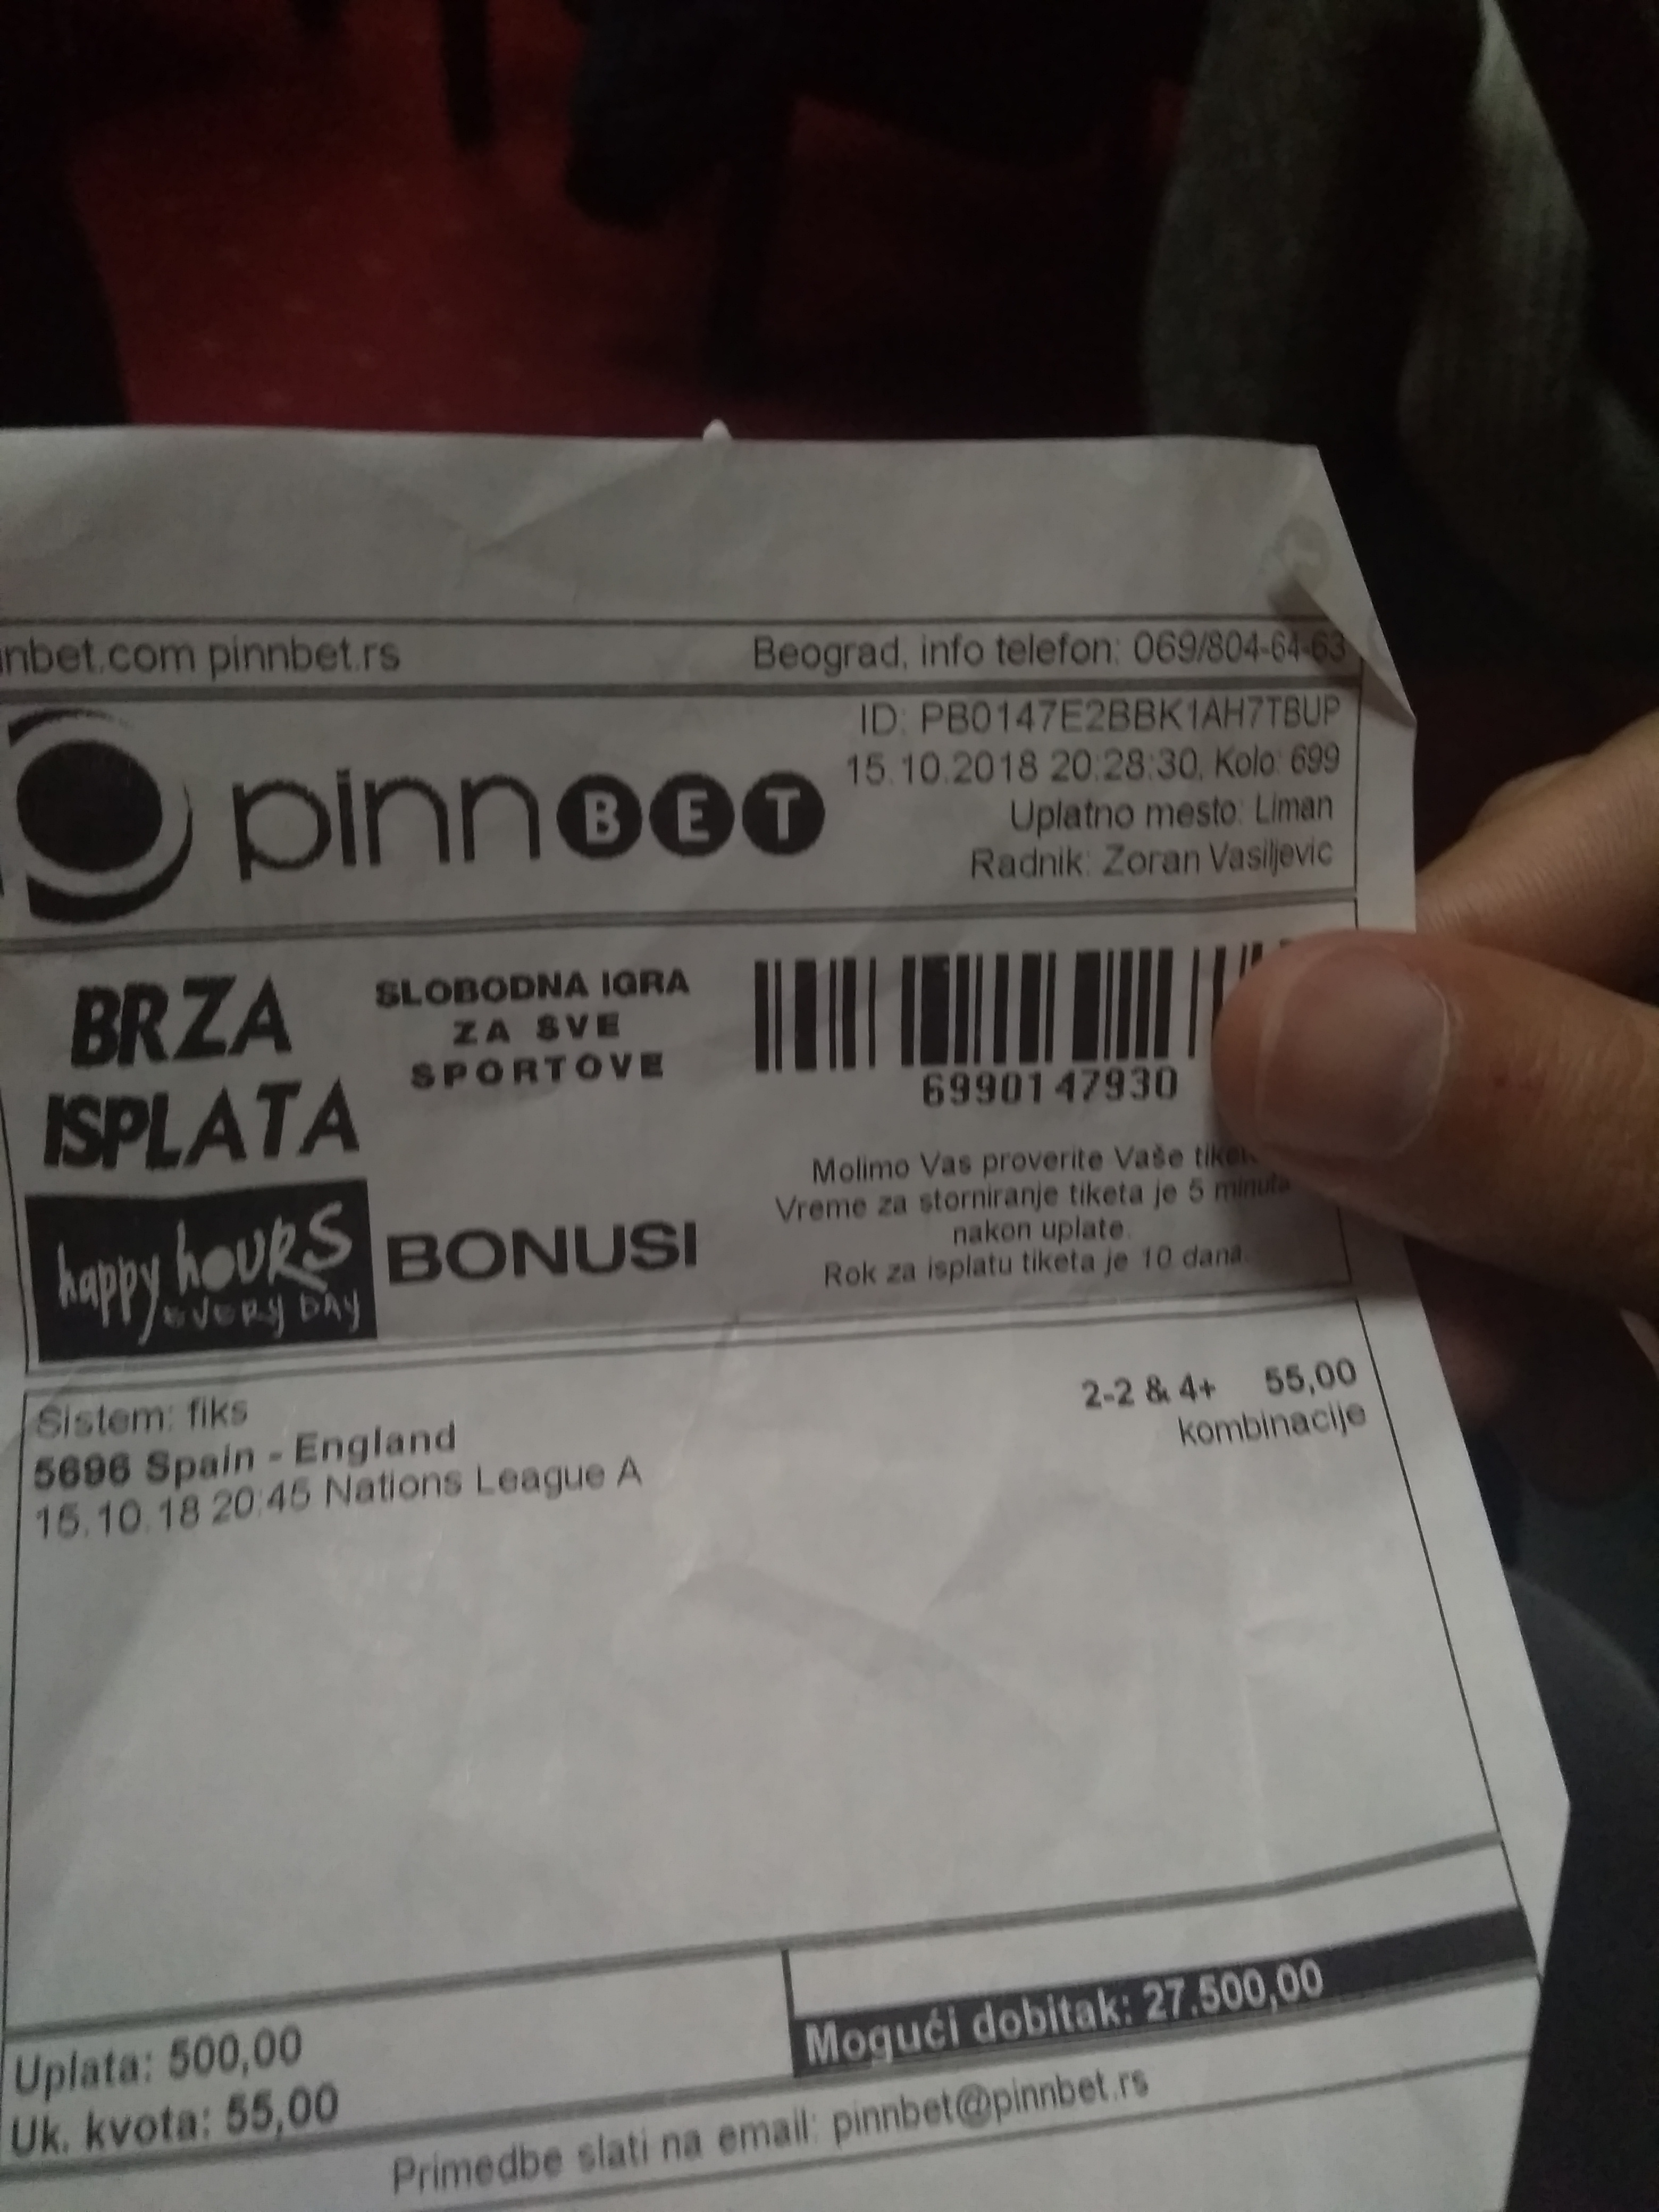 nbet.com pinnbet.rs
Beograd, info telefon: 069/804-64-63
pinnBET
ID: PB0147E2BBK1AH7TBUP
15.10.2018 20:28:30, Kolo: 699
Uplatno mesto: Liman
Radnik: Zoran Vasiljevic
BRZA
ISPLATA
SLOBODNA IGRA
ZA SVE
SPORTOVE
6990147930
happy hours
EVERY DAY
BONUSI
Molimo Vas proverite Vaše
Vreme za storniranje tiketa je 5 minuta
nakon uplate.
Rok za isplatu tiketa je 10 dana.
Sistem: fiks
5696 Spain - England
15.10.18 20:45 Nations League A
2-2 & 4+ 55,00
kombinacije
Uplata: 500,00
Uk. kvota: 55,00
Mogući dobitak: 27.500,00
Primedbe slati na email: pinnbet@pinnbet.rs